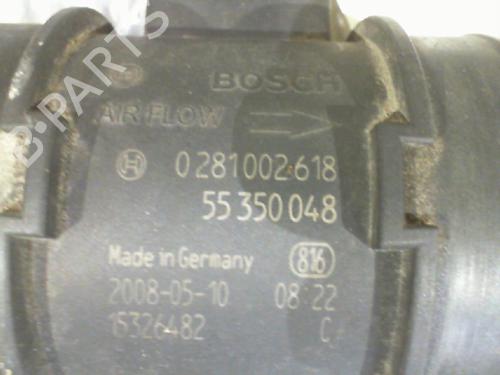 B-PARTS
BOSCH
AIR FLOW
0 281 002 618
55 350 048
Made in Germany 816
2008-05-10 08:22
15326482 C